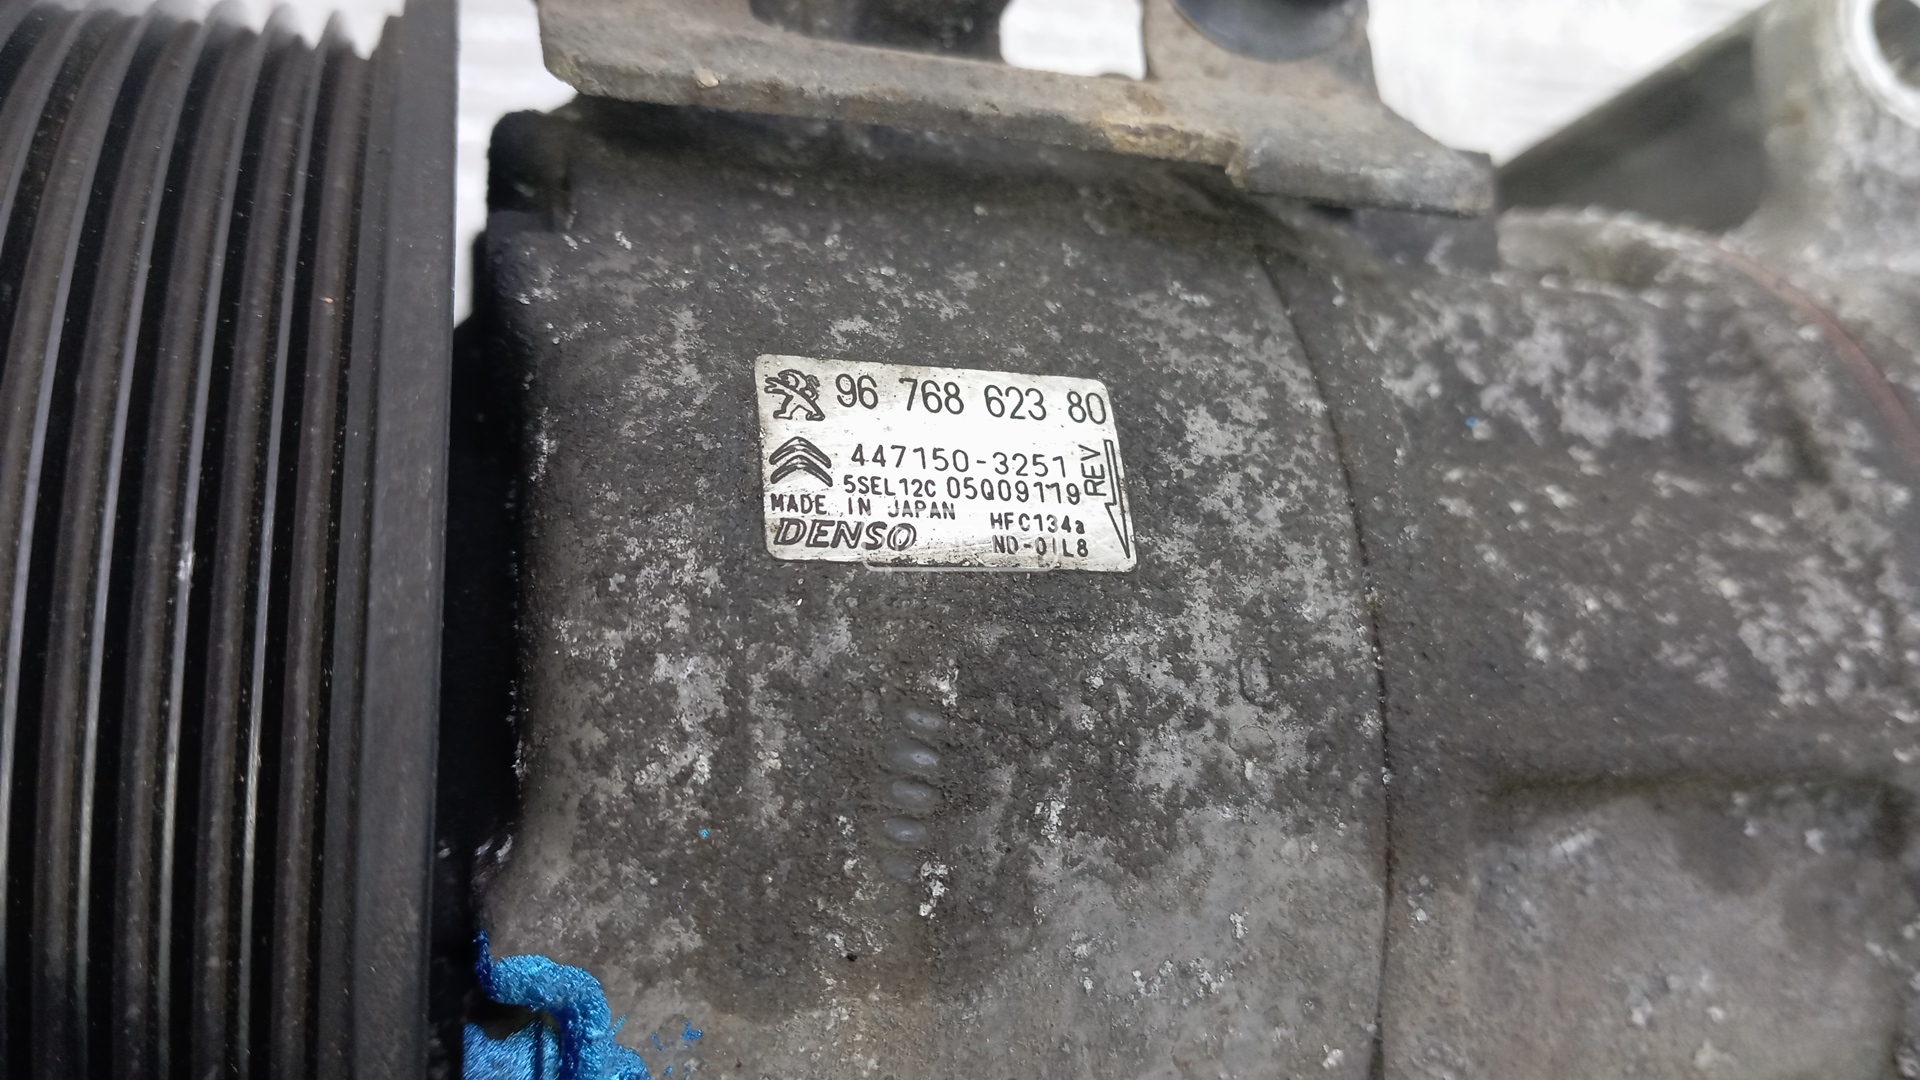 96 768 623 80
447150-3251
5SEL12C 05Q09119
REV
MADE IN JAPAN
HFC134a
DENSO
ND-OIL8